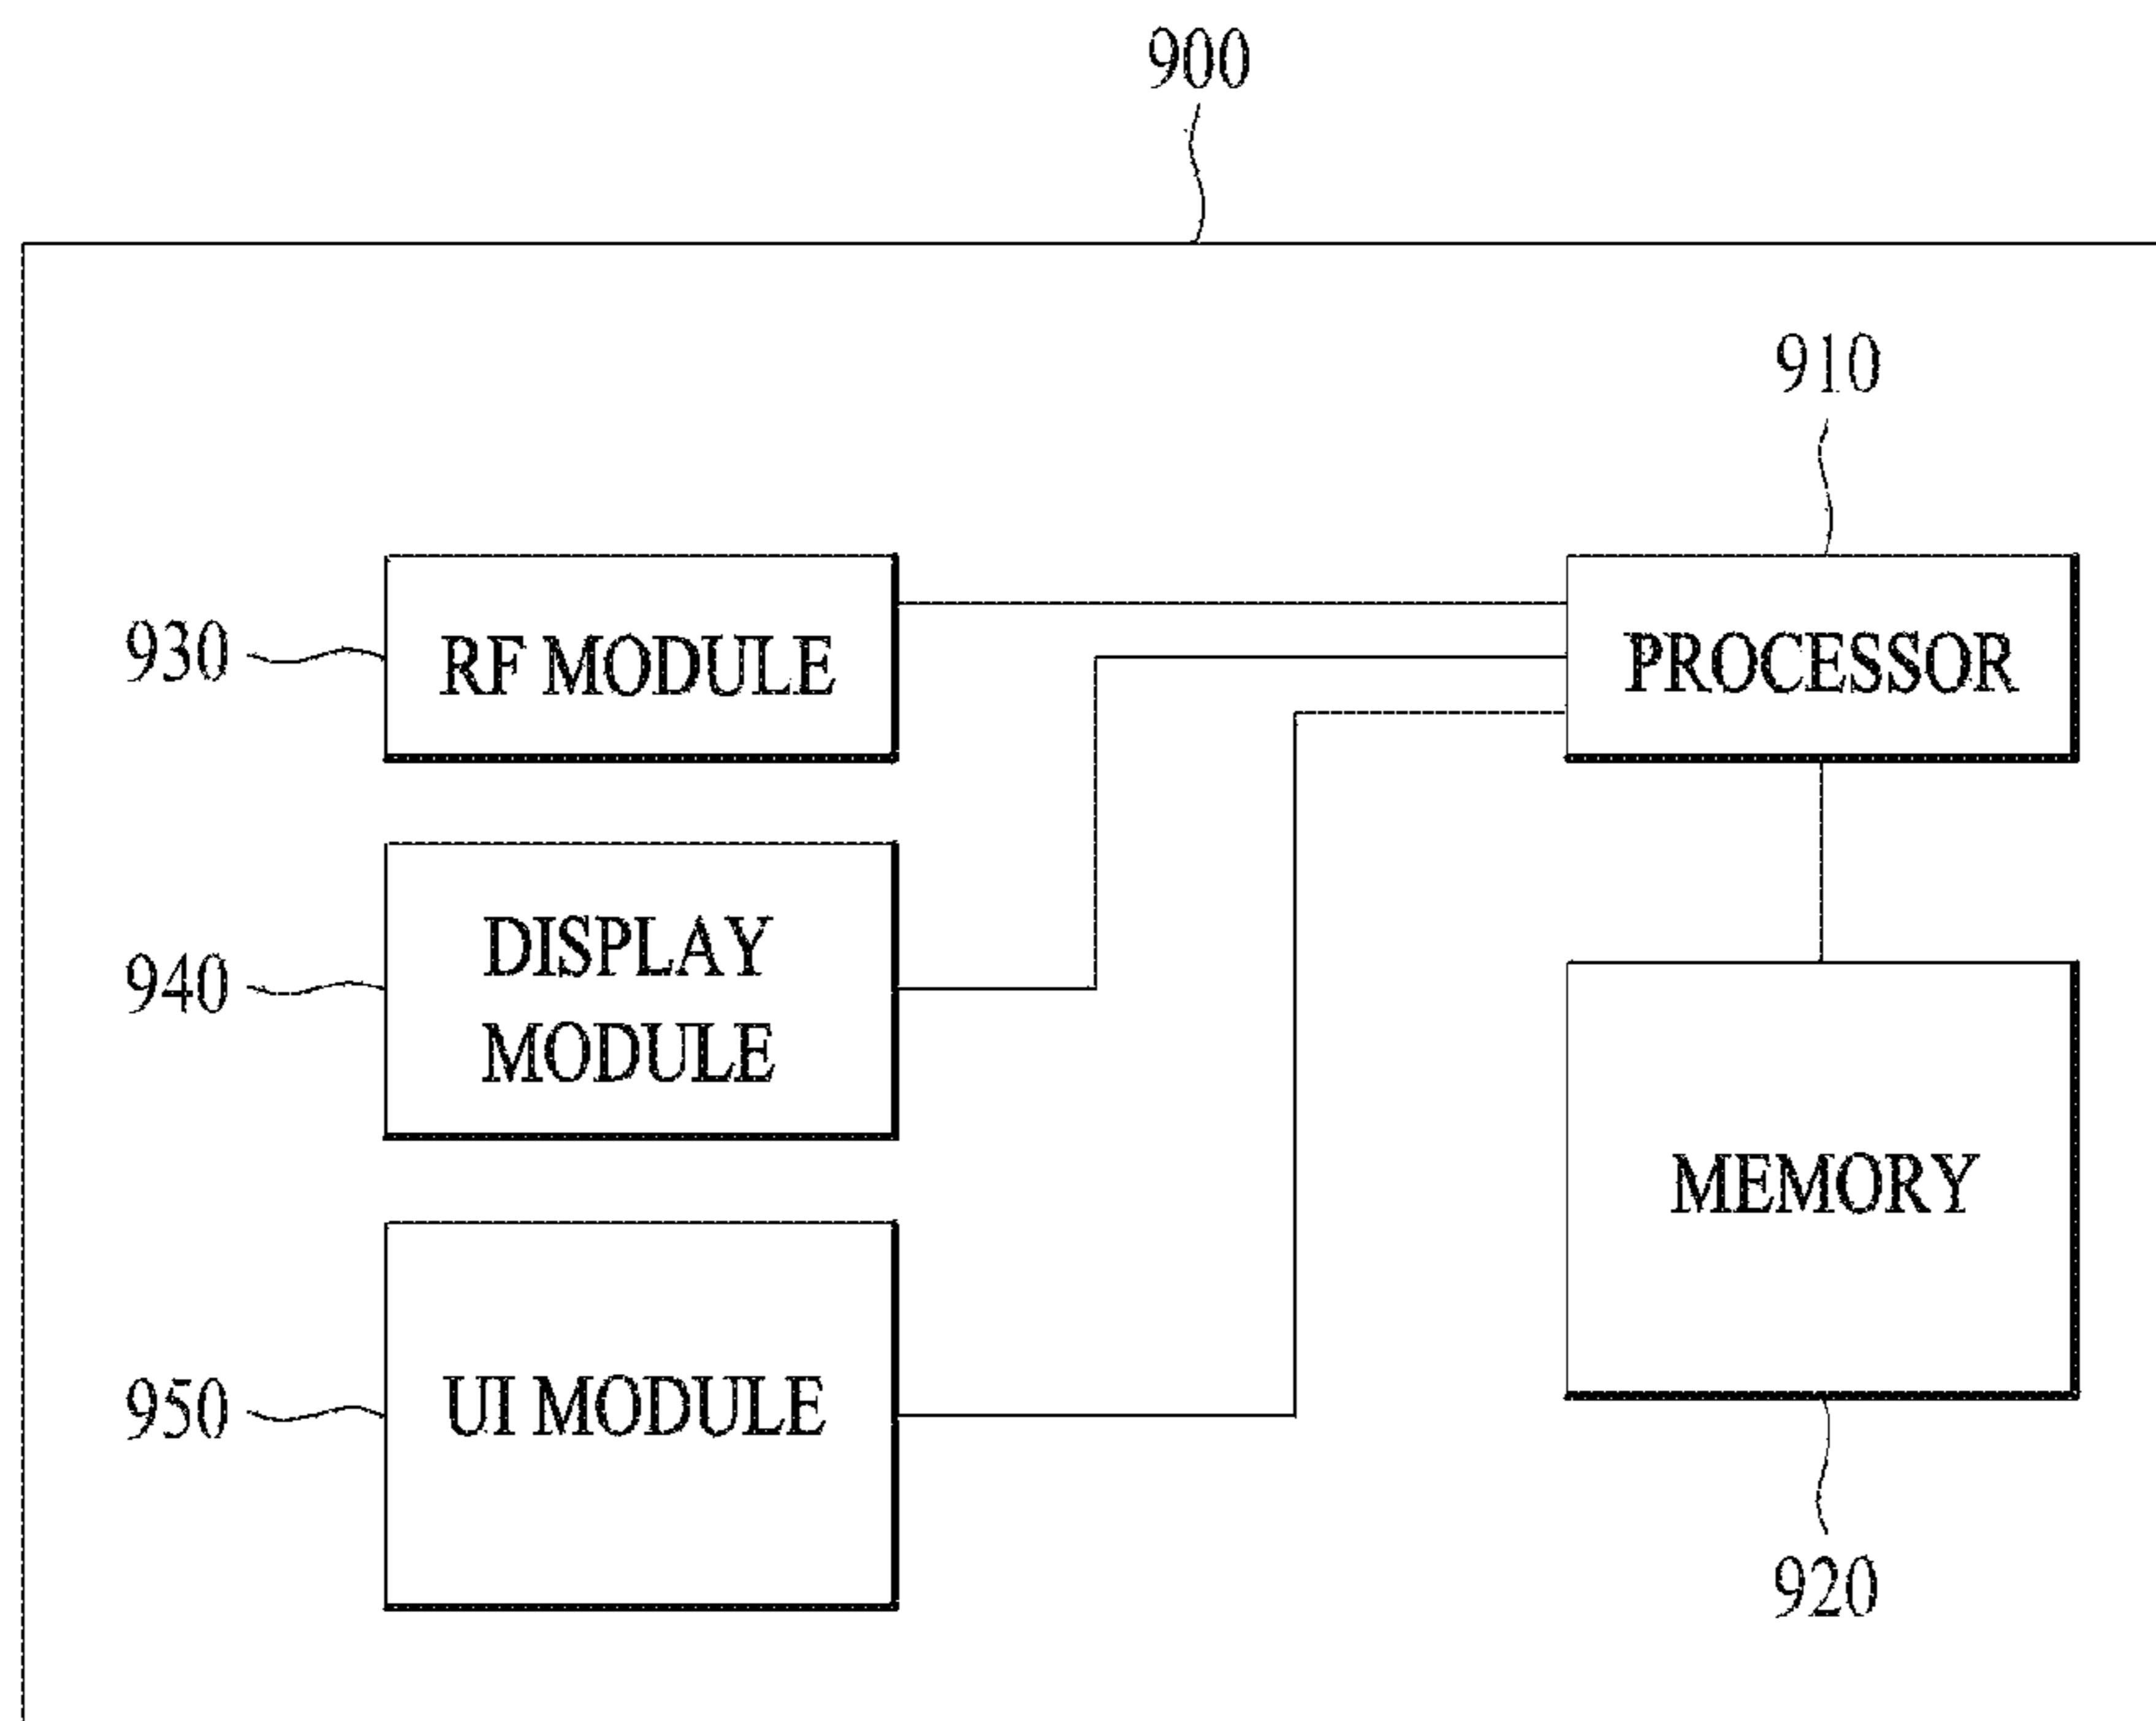 900
910
930
RF MODULE
PROCESSOR
940
DISPLAY
MODULE
MEMORY
950
UI MODULE
920